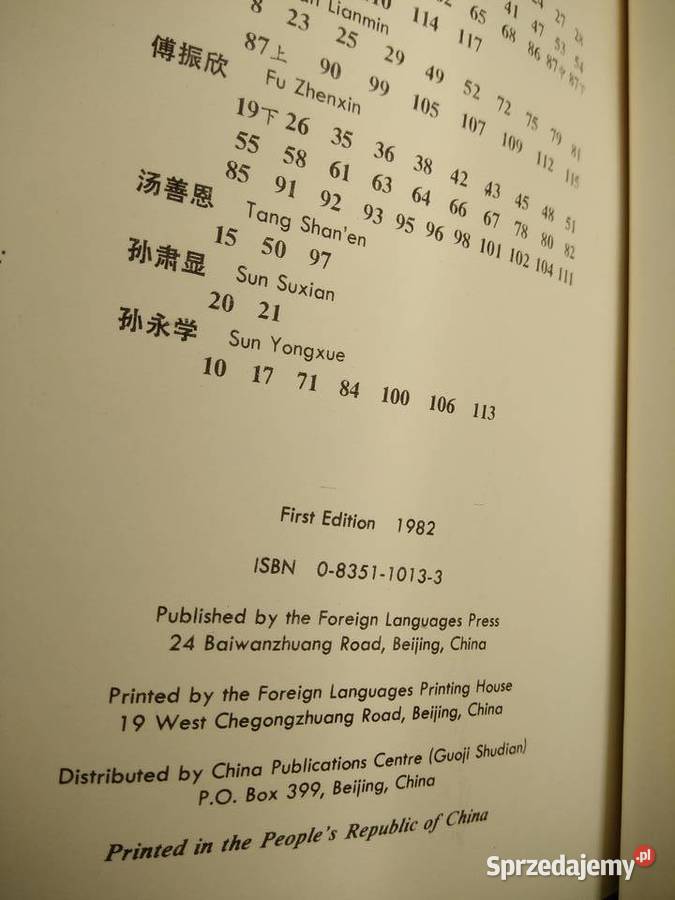 114 117
Lianmin
8 23 25 29 49 52 72 75 79 81
87上 90 99 105 107 109 112 115
傅振欣 Fu Zhenxin
19下 26 35 36 38 42 43 45 48 51
55 58 61 63 64 66 67 78 80 82
85 91 92 93 95 96 98 101 102 104 111
汤善恩 Tang Shan'en
15 50 97
孙肃显 Sun Suxian
20 21
孙永学 Sun Yongxue
10 17 71 84 100 106 113
First Edition 1982
ISBN 0-8351-1013-3
Published by the Foreign Languages Press
24 Baiwanzhuang Road, Beijing, China
Printed by the Foreign Languages Printing House
19 West Chegongzhuang Road, Beijing, China
Distributed by China Publications Centre (Guoji Shudian)
P.O. Box 399, Beijing, China
Printed in the People's Republic of China
Sprzedajemy.pl